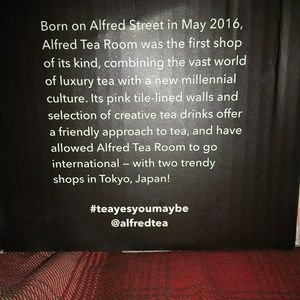 Born on Alfred Street in May 2016,
Alfred Tea Room was the first shop
of its kind, combining the vast world
of luxury tea with a new millennial
culture. Its pink tile-lined walls and
selection of creative tea drinks offer
a friendly approach to tea, and have
allowed Alfred Tea Room to go
international – with two trendy
shops in Tokyo, Japan!
#teayesyoumaybe
@alfredtea